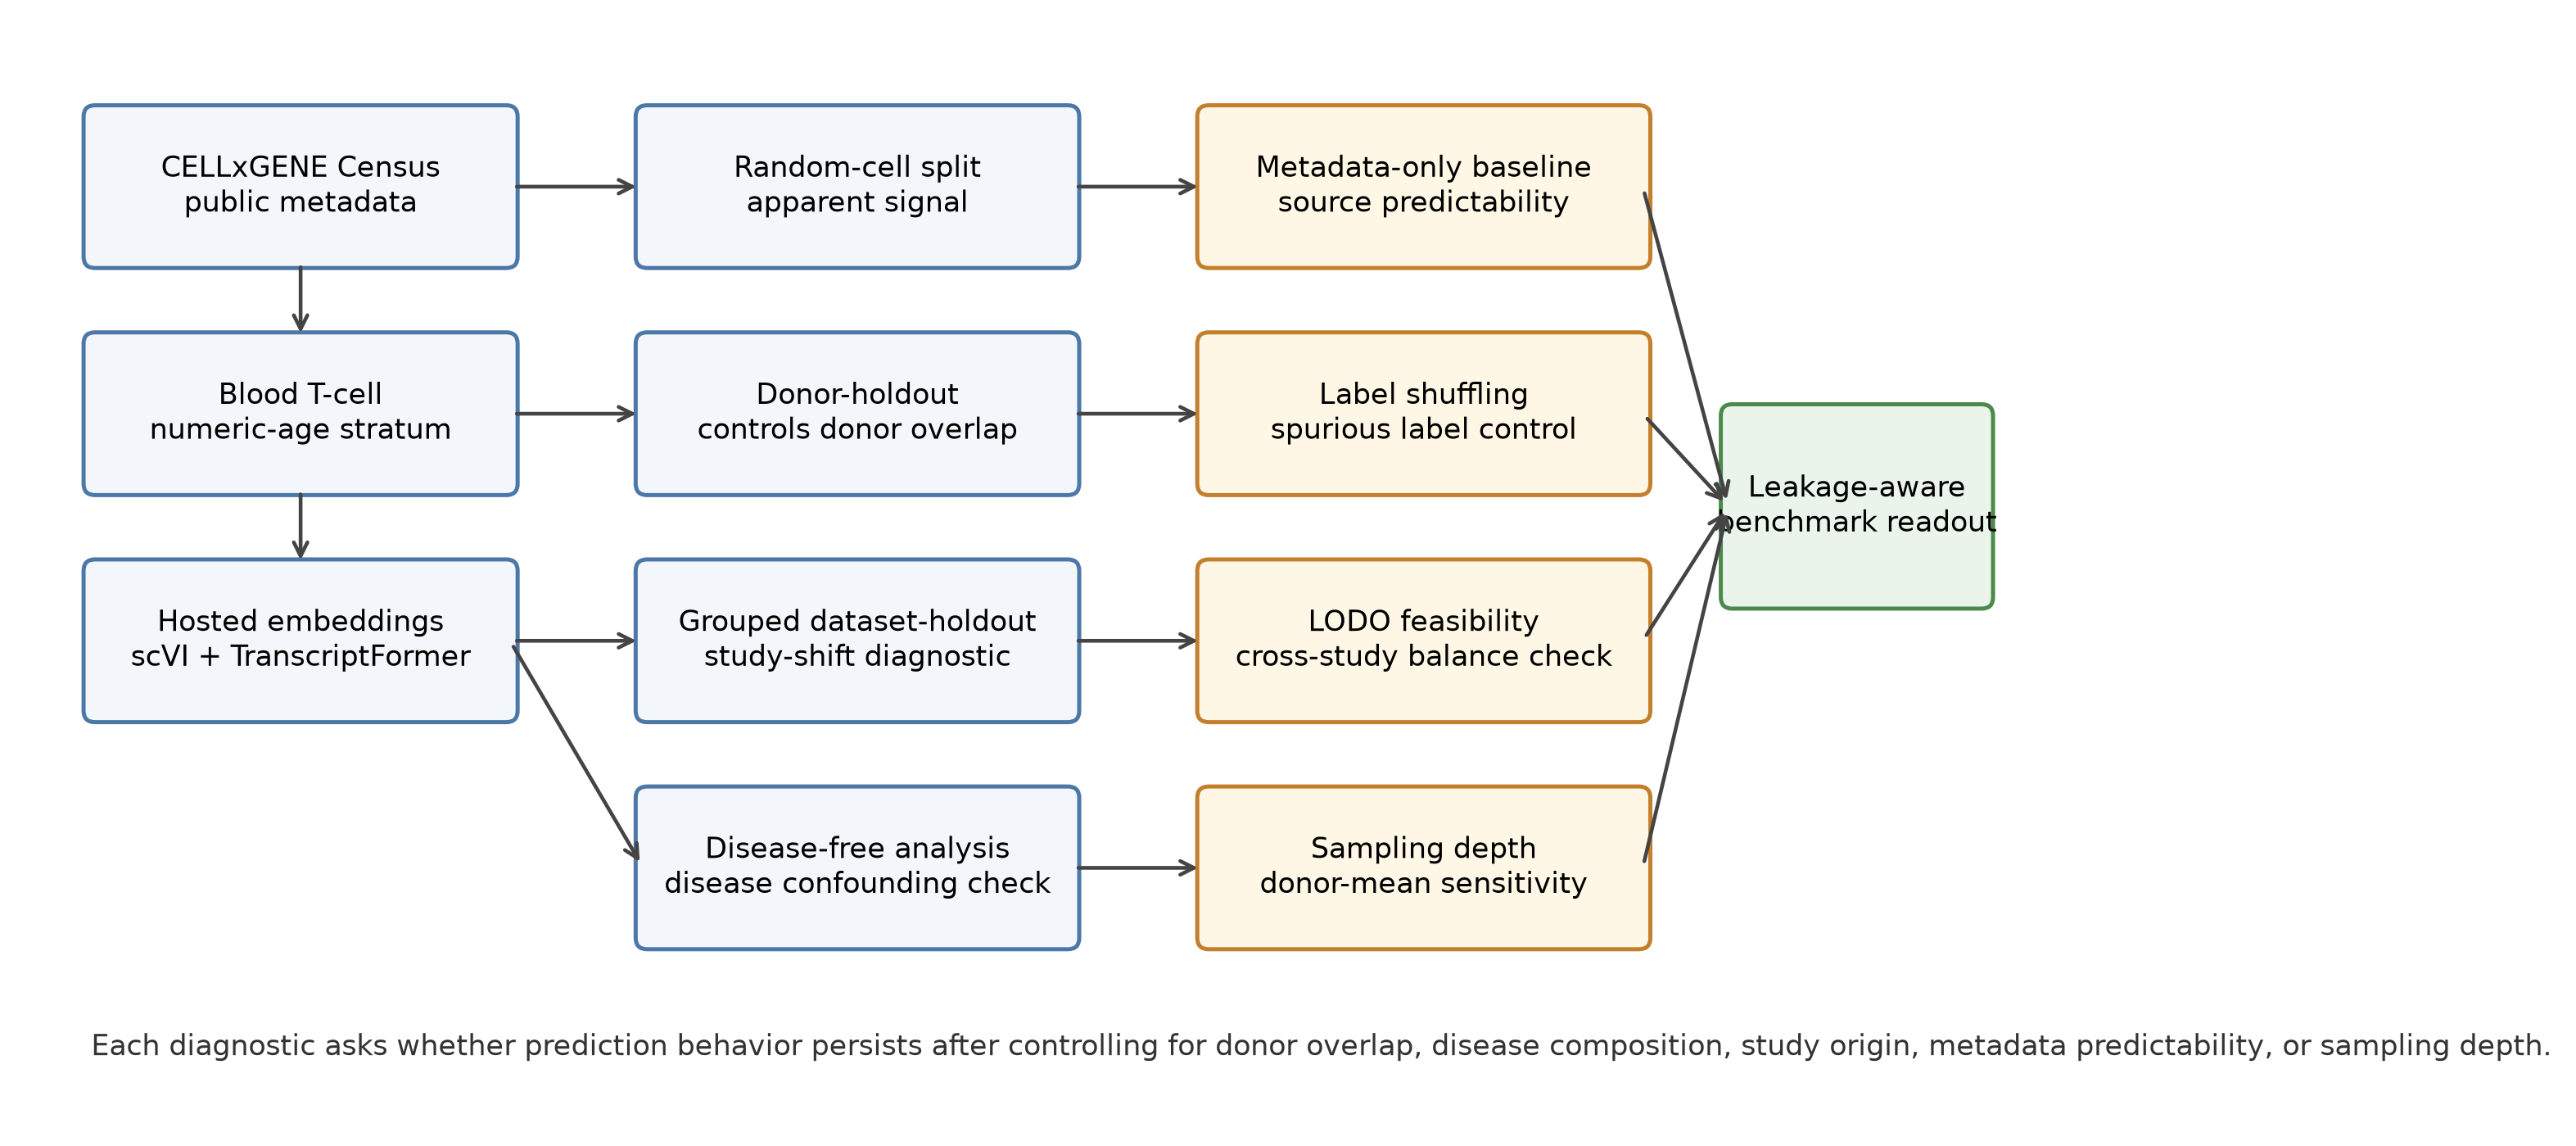 CELLxGENE Census
public metadata
Random-cell split
apparent signal
Metadata-only baseline
source predictability
Blood T-cell
numeric-age stratum
Donor-holdout
controls donor overlap
Label shuffling
spurious label control
Leakage-aware
benchmark readout
Hosted embeddings
scVI + TranscriptFormer
Grouped dataset-holdout
study-shift diagnostic
LODO feasibility
cross-study balance check
Disease-free analysis
disease confounding check
Sampling depth
donor-mean sensitivity
Each diagnostic asks whether prediction behavior persists after controlling for donor overlap, disease composition, study origin, metadata predictability, or sampling depth.